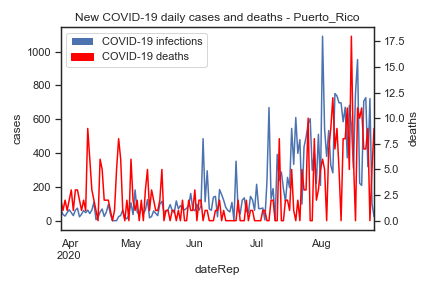 New COVID-19 daily cases and deaths - Puerto_Rico
COVID-19 infections
COVID-19 deaths
1000
800
600
400
200
0
cases
17.5
15.0
12.5
10.0
7.5
5.0
2.5
0.0
deaths
Apr
2020
May
Jun
Jul
Aug
dateRep